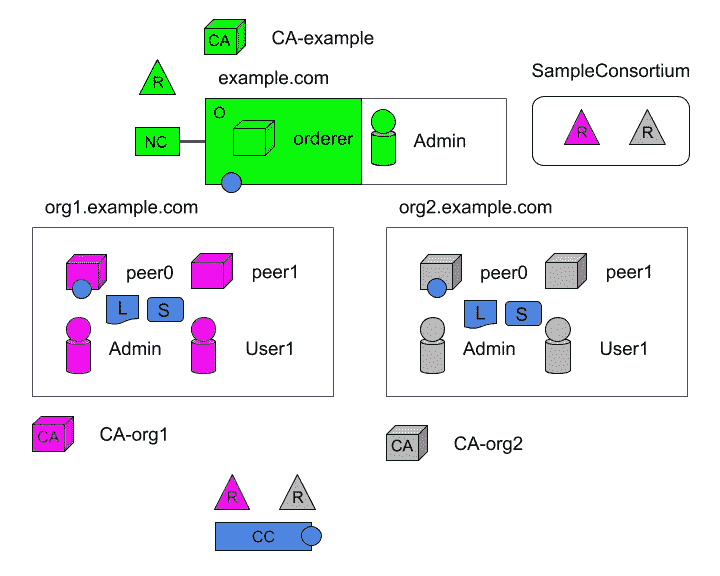 CA
CA-example
R
example.com
SampleConsortium
O
NC
orderer
Admin
R
R
org1.example.com
org2.example.com
peer0
peer1
L
S
Admin
User1
peer0
peer1
L
S
Admin
User1
CA
CA-org1
CA
CA-org2
R
R
CC